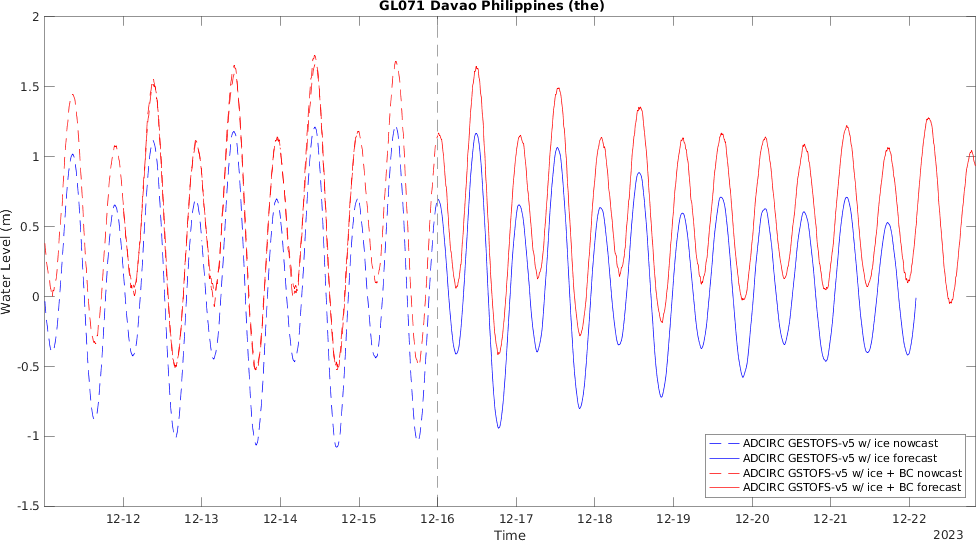 GL071 Davao Philippines (the)
2
1.5
1
0.5
0
-0.5
-1
-1.5
Water Level (m)
12-12
12-13
12-14
12-15
12-16
12-17
12-18
12-19
12-20
12-21
12-22
Time
2023
ADCIRC GESTOFS-v5 w/ ice nowcast
ADCIRC GESTOFS-v5 w/ ice forecast
ADCIRC GSTOFS-v5 w/ ice + BC nowcast
ADCIRC GSTOFS-v5 w/ ice + BC forecast